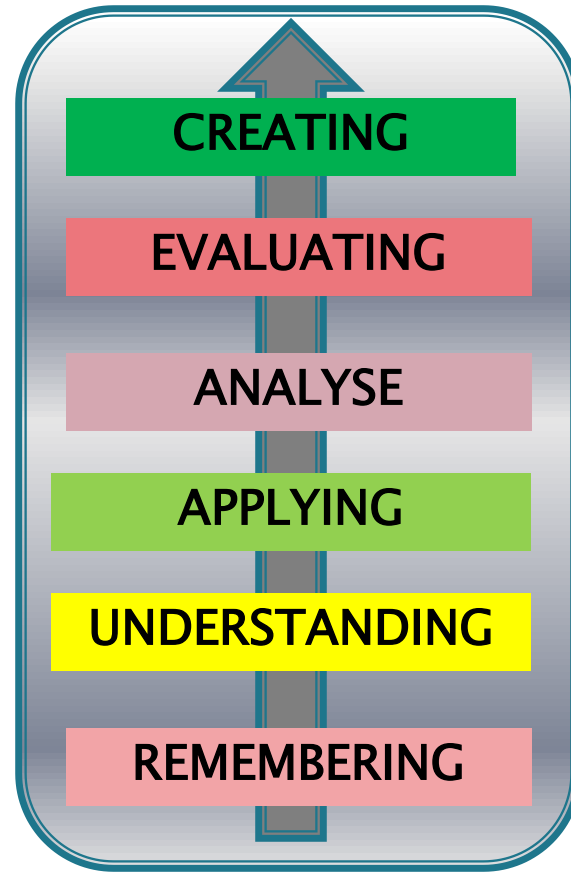 CREATING
EVALUATING
ANALYSE
APPLYING
UNDERSTANDING
REMEMBERING